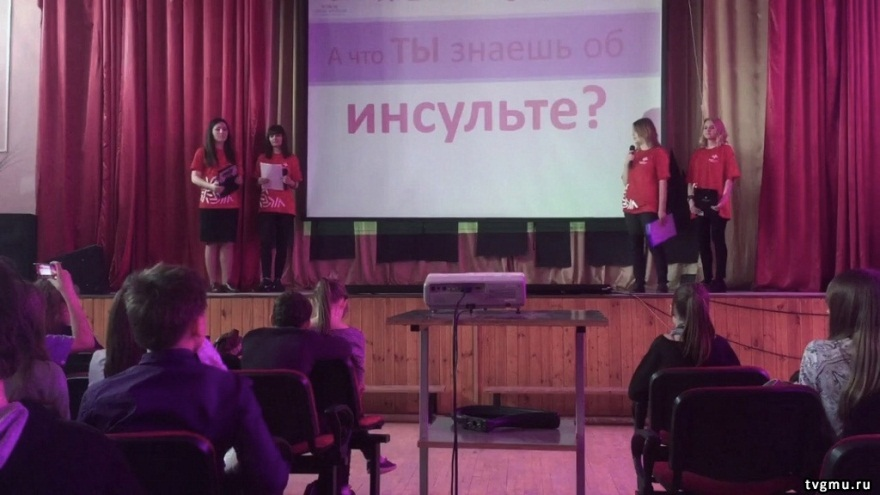 А что ТЫ знаешь об
инсульте?
tvgmu.ru